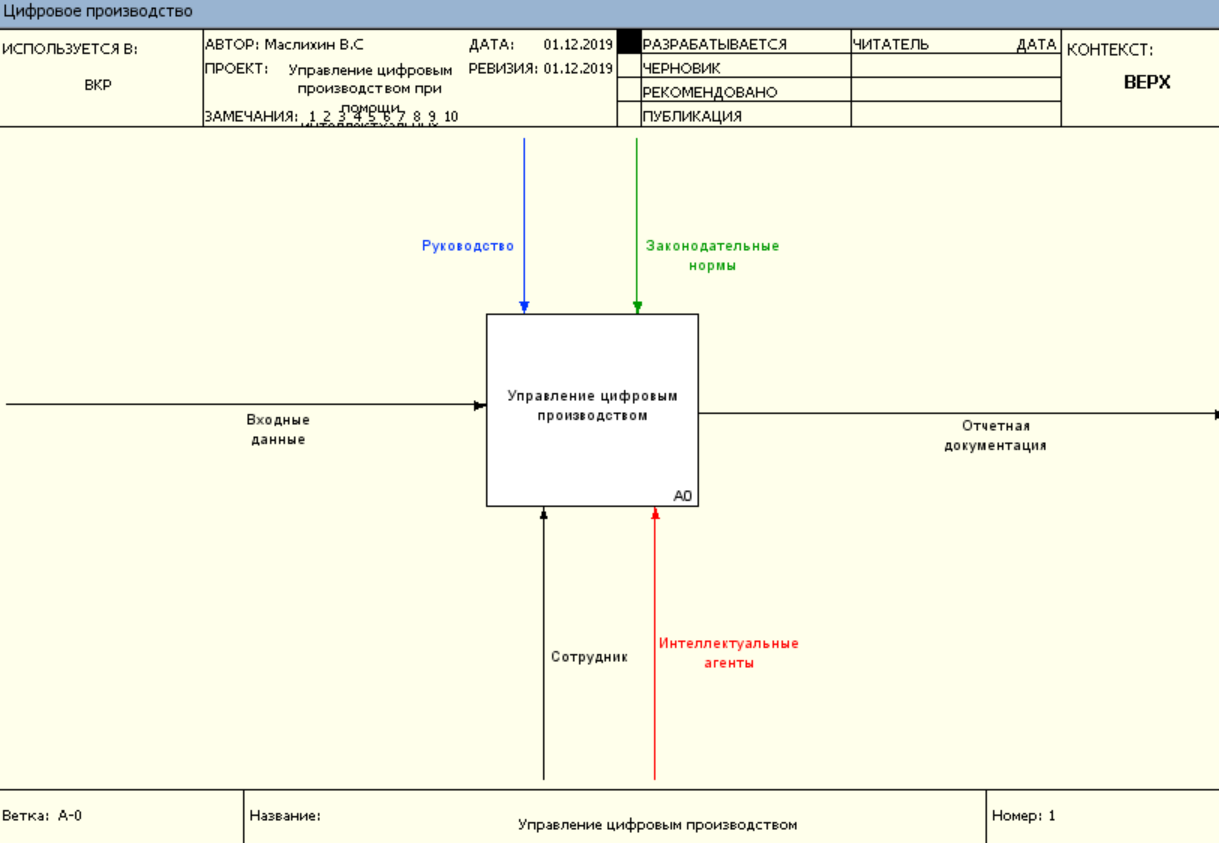 Цифровое производство
ИСПОЛЬЗУЕТСЯ В:
ВКР
АВТОР: Маслихин В.С
ДАТА: 01.12.2019
ПРОЕКТ: Управление цифровым
производством при
помощи
интеллектуальных
РЕВИЗИЯ: 01.12.2019
ЗАМЕЧАНИЯ: 1 2 3 4 5 6 7 8 9 10
РАЗРАБАТЫВАЕТСЯ
ЧЕРНОВИК
РЕКОМЕНДОВАНО
ПУБЛИКАЦИЯ
ЧИТАТЕЛЬ
ДАТА
КОНТЕКСТ:
ВЕРХ
Руководство
Законодательные
нормы
Управление цифровым
производством
A0
Входные
данные
Отчетная
документация
Сотрудник
Интеллектуальные
агенты
Ветка: A-0
Название:
Управление цифровым производством
Номер: 1